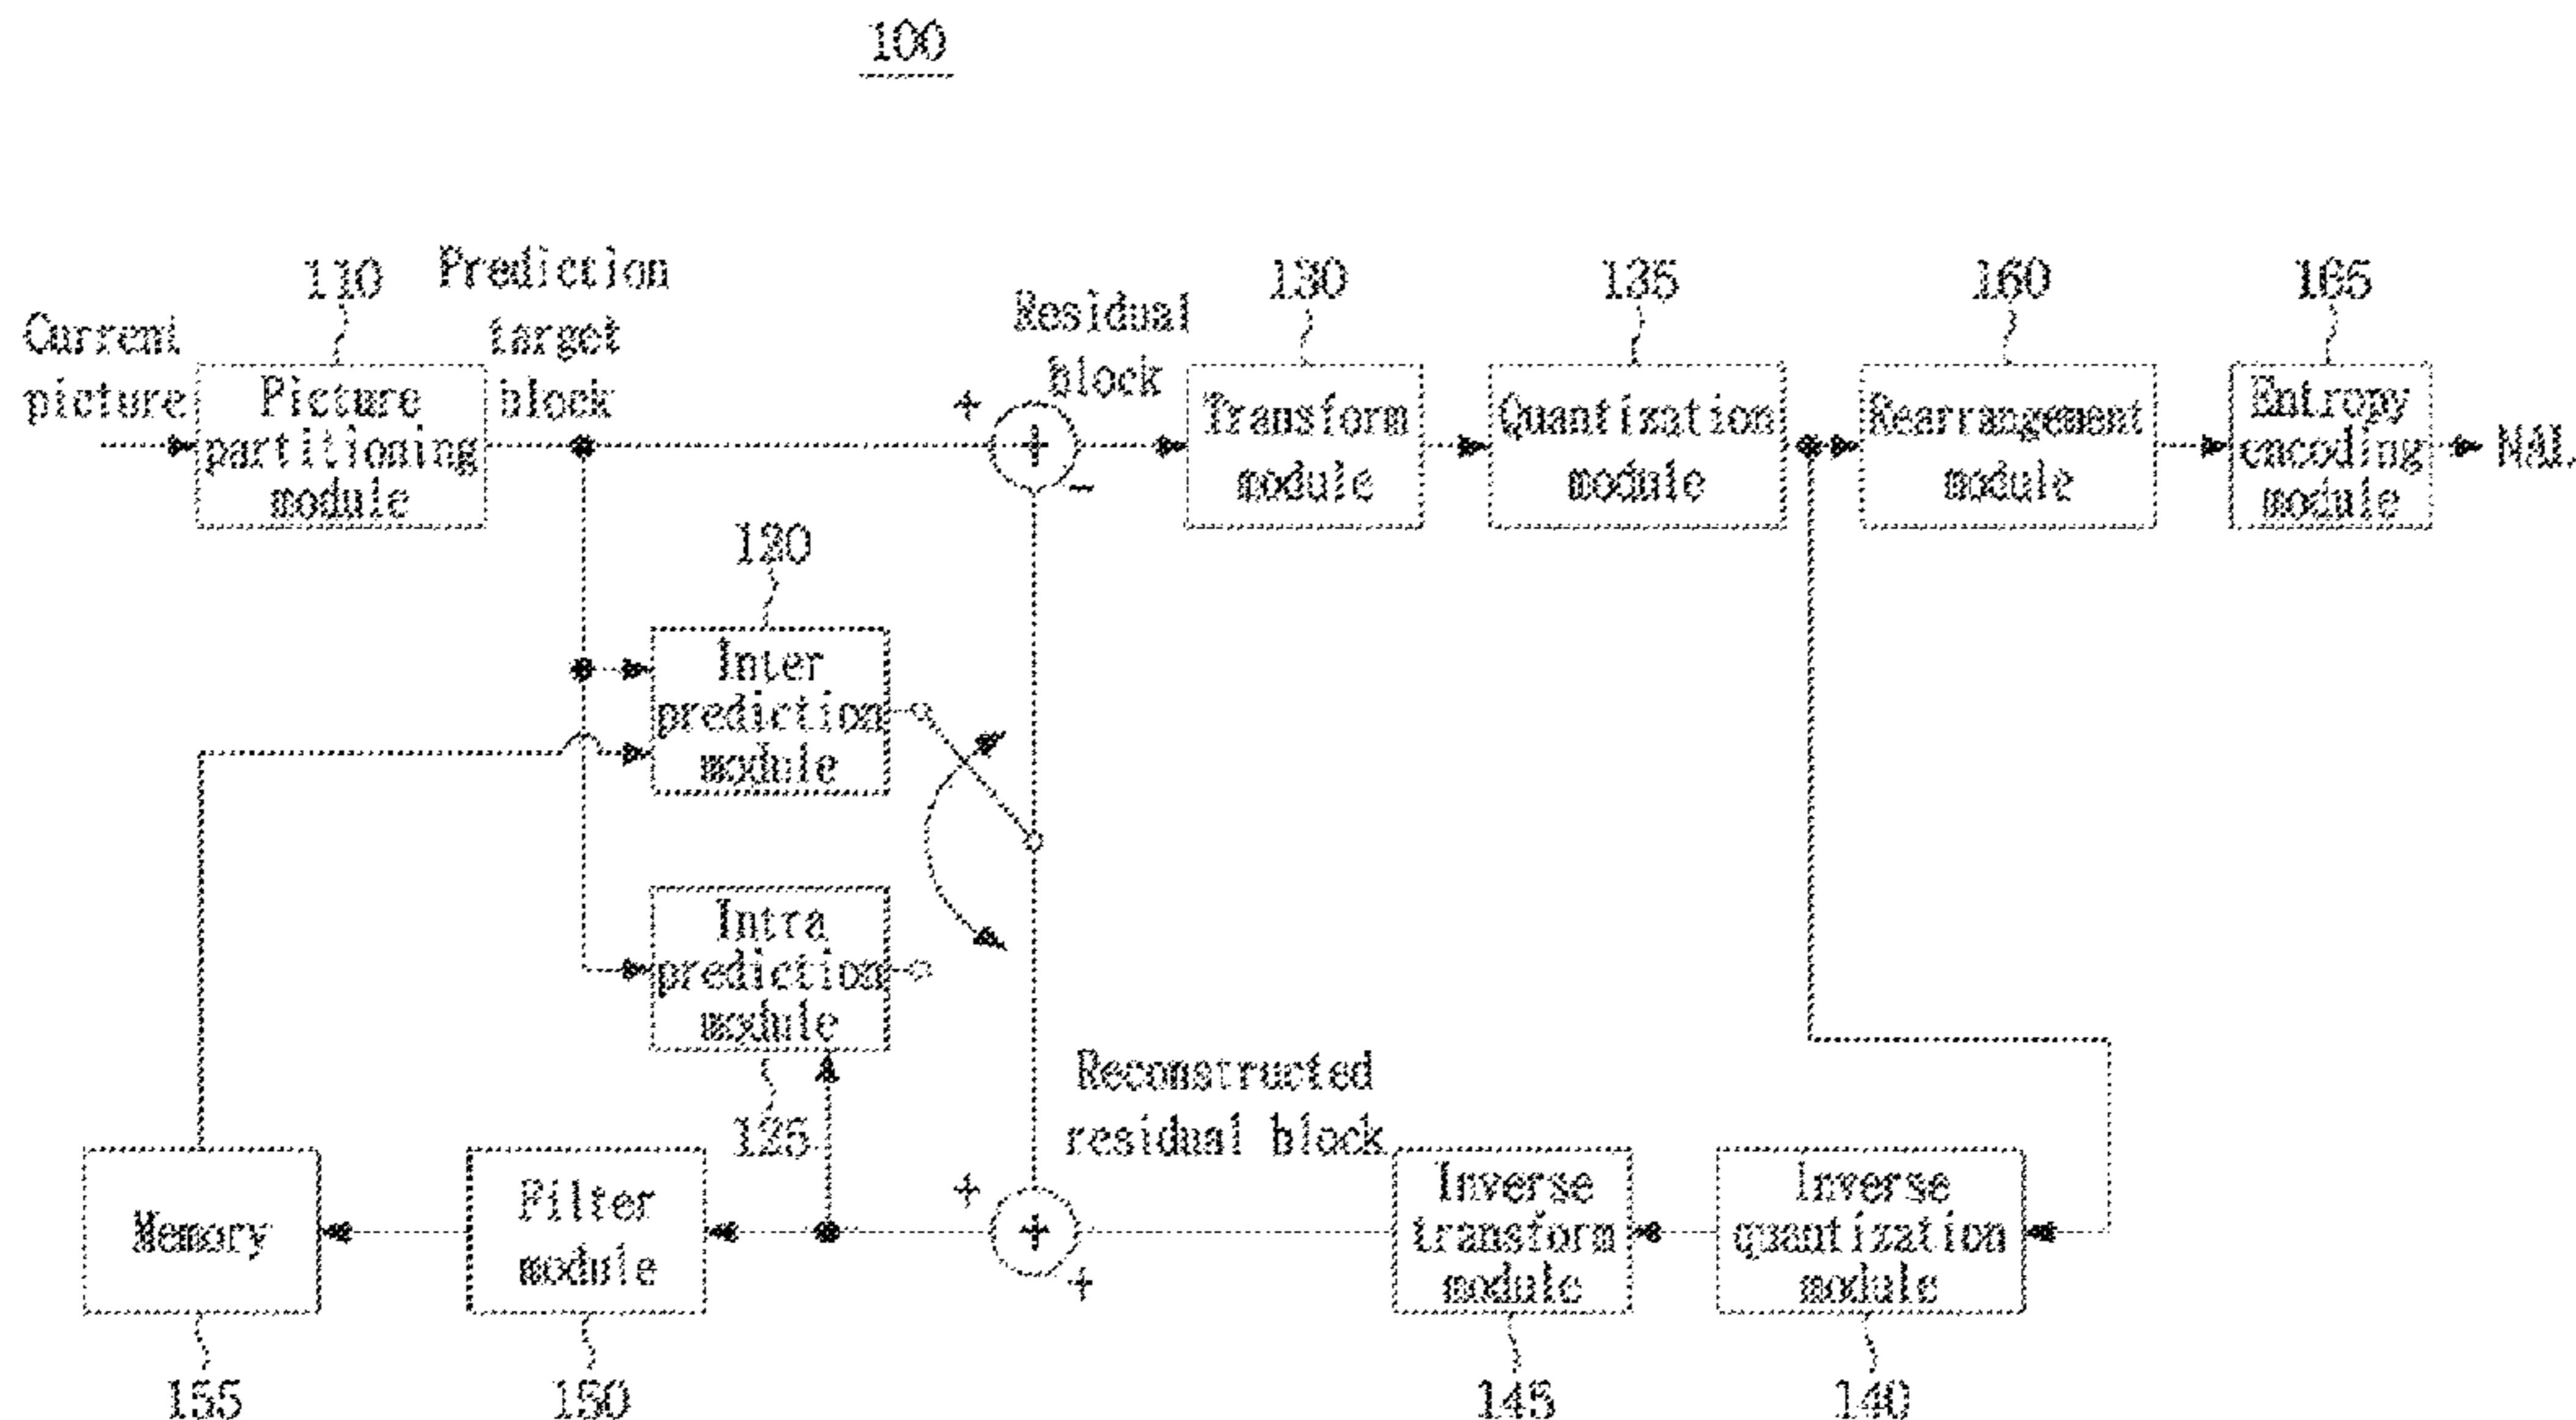 100
110
Prediction
target
block
Current
picture
Picture
partitioning
module
Residual
block
+
+
-
130
Transform
module
135
Quantization
module
160
Rearrangement
module
165
Entropy
encoding
module
NAL
120
Inter
prediction
module
Intra
prediction
module
125
Reconstructed
residual block
+
+
+
Memory
155
Filter
module
150
Inverse
transform
module
145
Inverse
quantization
module
140